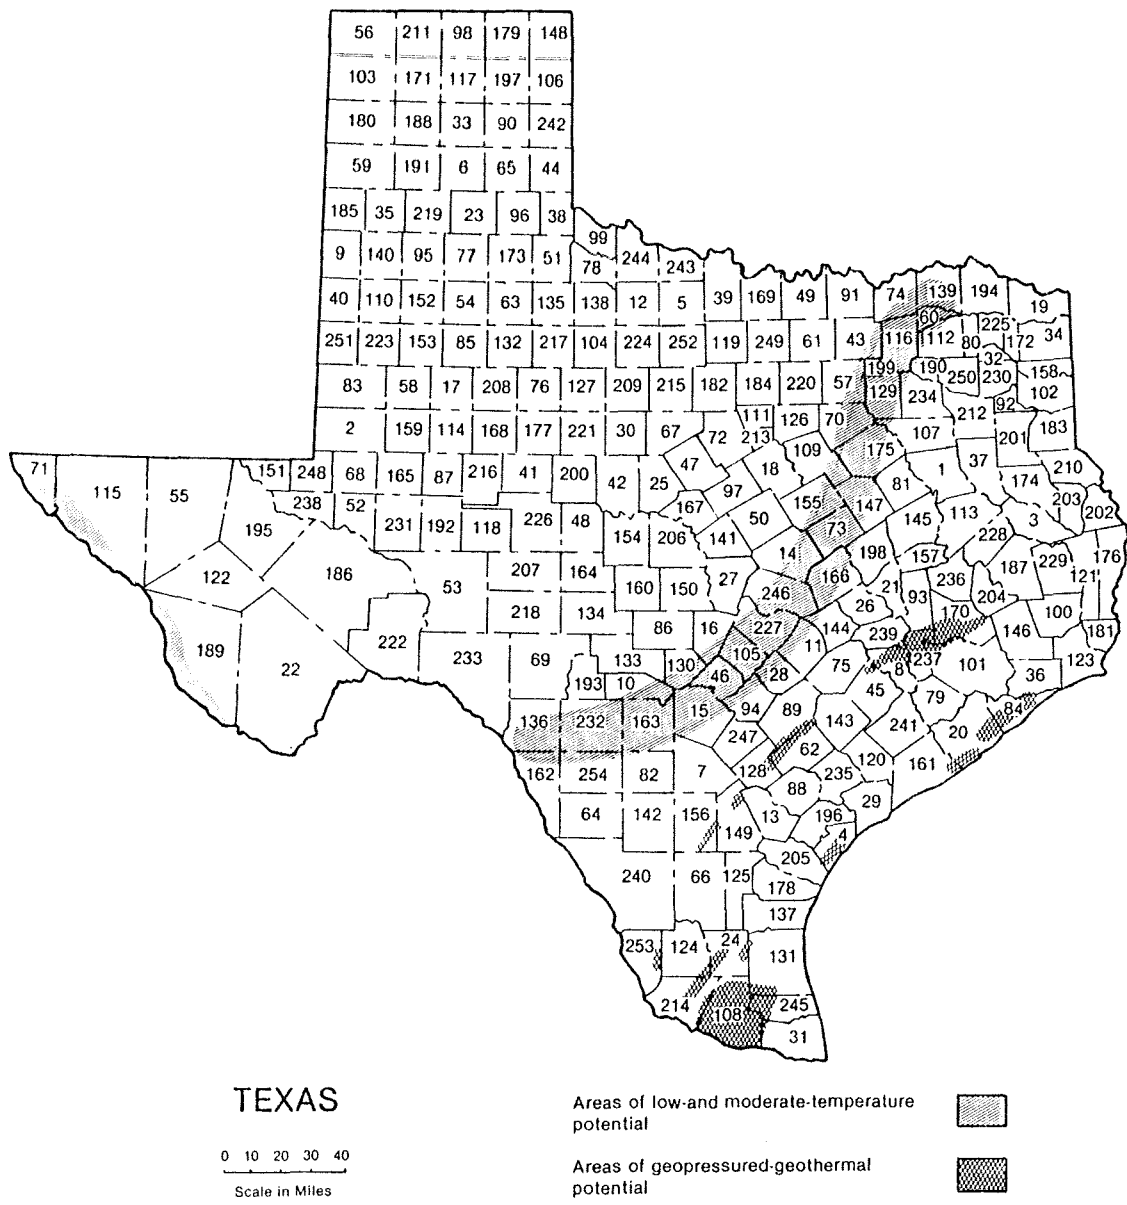 56 211 98 179 148
103 171 117 197 106
180 188 33 90 242
59 191 6 65 44
185 35 219 23 96 38
99
9 140 95 77 173 51 78 244 243
40 110 152 54 63 135 138 12 5 39 169 49 91 74 139 194 19
60 225 34
251 223 153 85 132 217 104 224 252 119 249 61 43 116 112 80 172
32
199 190 250 230 158
83 58 17 208 76 127 209 215 182 184 220 57 129 234 102
92
2 159 114 168 177 221 30 67 72 111 126 70 212 183
213 109 175 107 201
71 151 248 68 165 87 216 41 200 42 25 47 18 1 37 210
115 55 97 81 174
238 52 167 155 147 203 202
195 231 192 118 226 48 50 73 145 113 3
154 206 141 228
122 186 53 207 164 27 14 198 157 187 229 176
160 150 246 166 21 93 236 204 121
218 134 26 170 100
189 222 86 16 227 144 239 146 181
22 233 69 133 130 105 11 75 8 237 101 123
193 10 46 28 45 36
136 232 163 15 94 89 143 79 84
247 241 20
162 254 82 7 128 62 120 161
88 235
64 142 156 149 13 196 29
4
205
240 66 125 178
137
253 124 24 131
214 108 245
31
TEXAS
0 10 20 30 40
Scale in Miles
Areas of low-and moderate-temperature
potential
Areas of geopressured-geothermal
potential